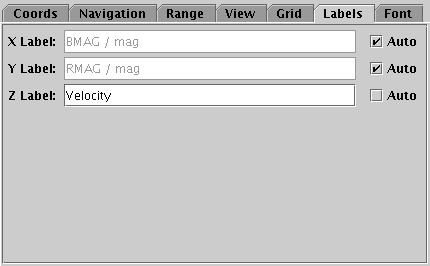 Coords Navigation Range View Grid Labels Font
X Label: BMAG / mag Auto
Y Label: RMAG / mag Auto
Z Label: Velocity Auto